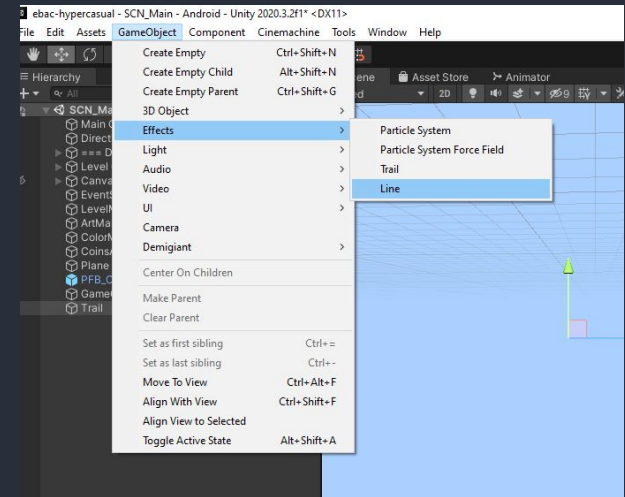 ebac-hypercasual - SCN_Main - Android - Unity 2020.3.2f1* <DX11>
File Edit Assets GameObject Component Cinemachine Tools Window Help
Hierarchy
Asset Store
Animator
All
2D
9
SCN_Ma
Main C
Direct
=== D
Level
Canva
EventS
LevelM
ArtMa
ColorM
CoinsA
Plane
PFB_C
Game
Trail
Create Empty Ctrl+Shift+N
Create Empty Child Alt+Shift+N
Create Empty Parent Ctrl+Shift+G
3D Object >
Effects >
Light >
Audio >
Video >
UI >
Camera
Demigiant >
Center On Children
Make Parent
Clear Parent
Set as first sibling Ctrl+=
Set as last sibling Ctrl+-
Move To View Ctrl+Alt+F
Align With View Ctrl+Shift+F
Align View to Selected
Toggle Active State Alt+Shift+A
Particle System
Particle System Force Field
Trail
Line